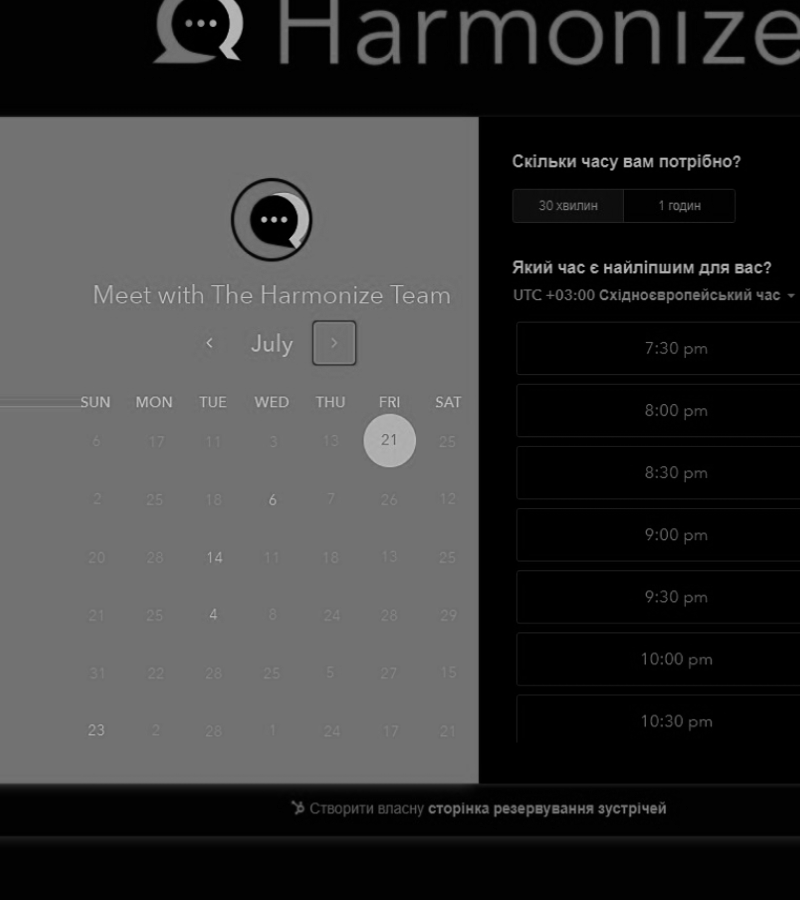 Harmonize
Meet with The Harmonize Team
July
SUN MON TUE WED THU FRI SAT
6 17 11 3 13 21 25
2 25 18 6 7 26 12
20 28 14 11 18 13 25
21 25 4 8 24 28 29
31 22 28 25 5 27 15
23 2 28 1 24 17 21
Скільки часу вам потрібно?
30 хвилин 1 годин
Який час є найліпшим для вас?
UTC +03:00 Східноєвропейський час
7:30 pm
8:00 pm
8:30 pm
9:00 pm
9:30 pm
10:00 pm
10:30 pm
Створити власну сторінка резервування зустрічей